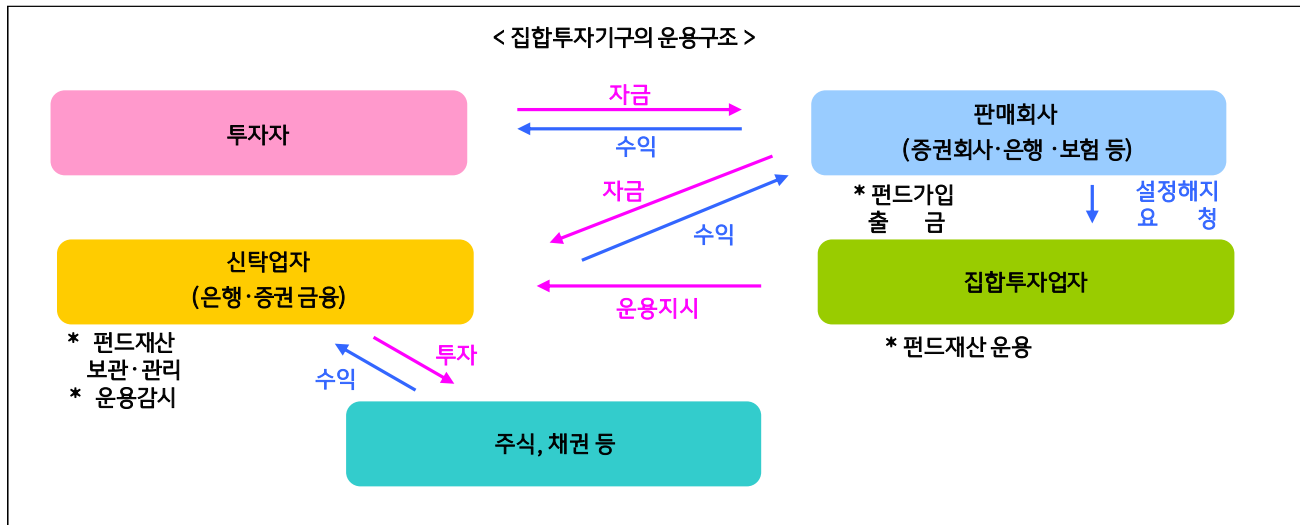 < 집합투자기구의 운용구조 >
자금
투자자
수익
판매회사
(증권회사·은행 ·보험 등)
자금
수익
* 펀드가입
출 금
설정해지
요 청
신탁업자
(은행·증권 금융)
운용지시
집합투자업자
* 펀드재산
보관·관리
* 운용감시
투자
수익
* 펀드재산 운용
주식, 채권 등